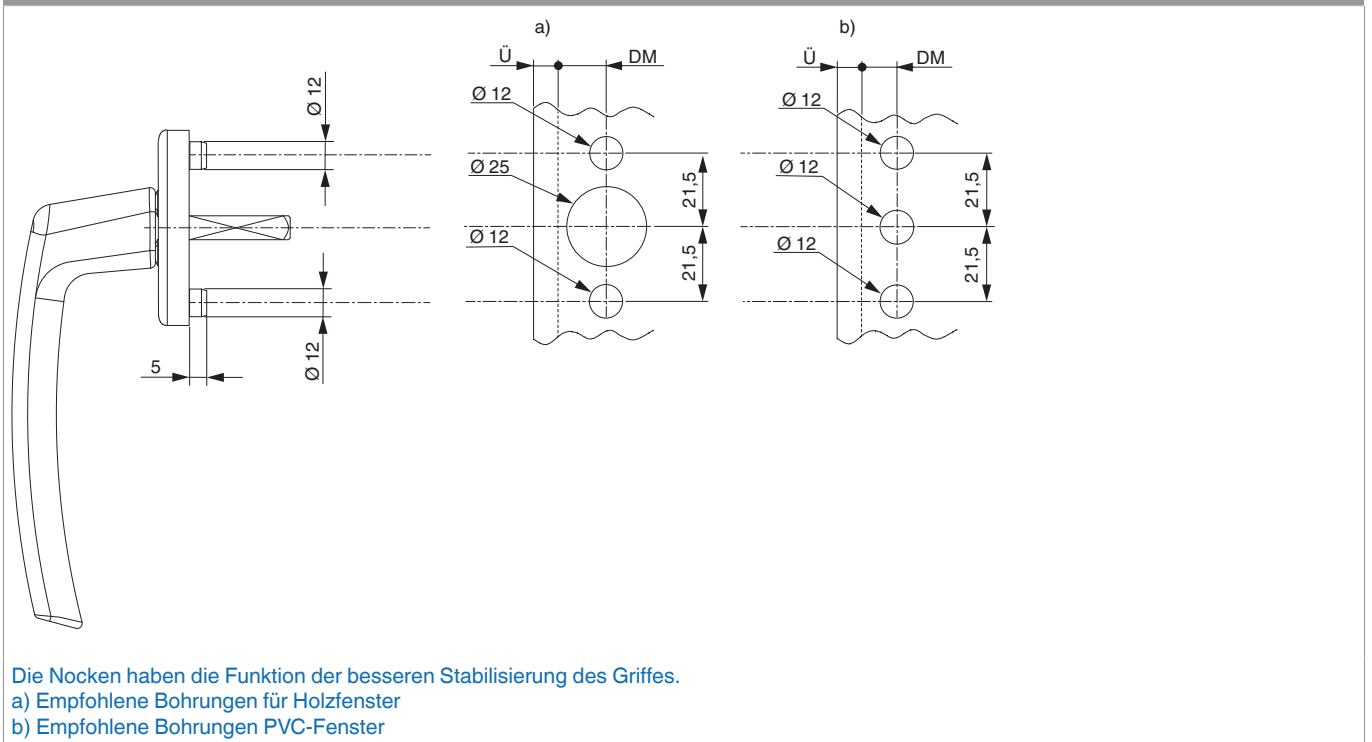 a)
b)
Ü DM
Ü DM
Ø 12
Ø 12
Ø 12
Ø 25
Ø 12
21,5
21,5
Ø 12
Ø 12
21,5
21,5
5
Ø 12
Die Nocken haben die Funktion der besseren Stabilisierung des Griffes.
a) Empfohlene Bohrungen für Holzfenster
b) Empfohlene Bohrungen PVC-Fenster